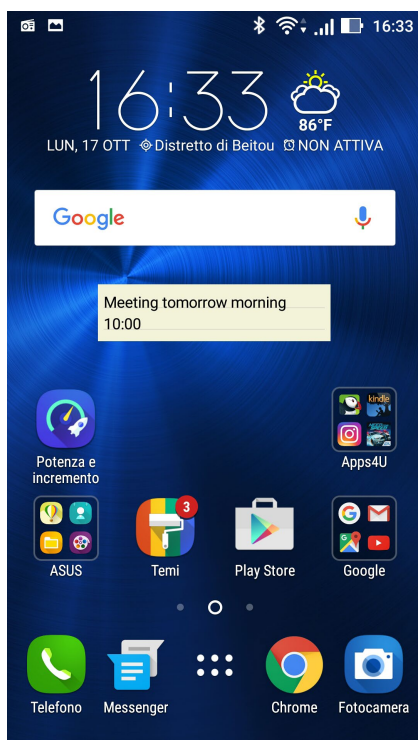 16:33
16:33
86°F
LUN, 17 OTT Distretto di Beitou NON ATTIVA
Google
Meeting tomorrow morning
10:00
kindle
Potenza e
incremento
Apps4U
3
ASUS
Temi
Play Store
Google
Telefono
Messenger
Chrome
Fotocamera